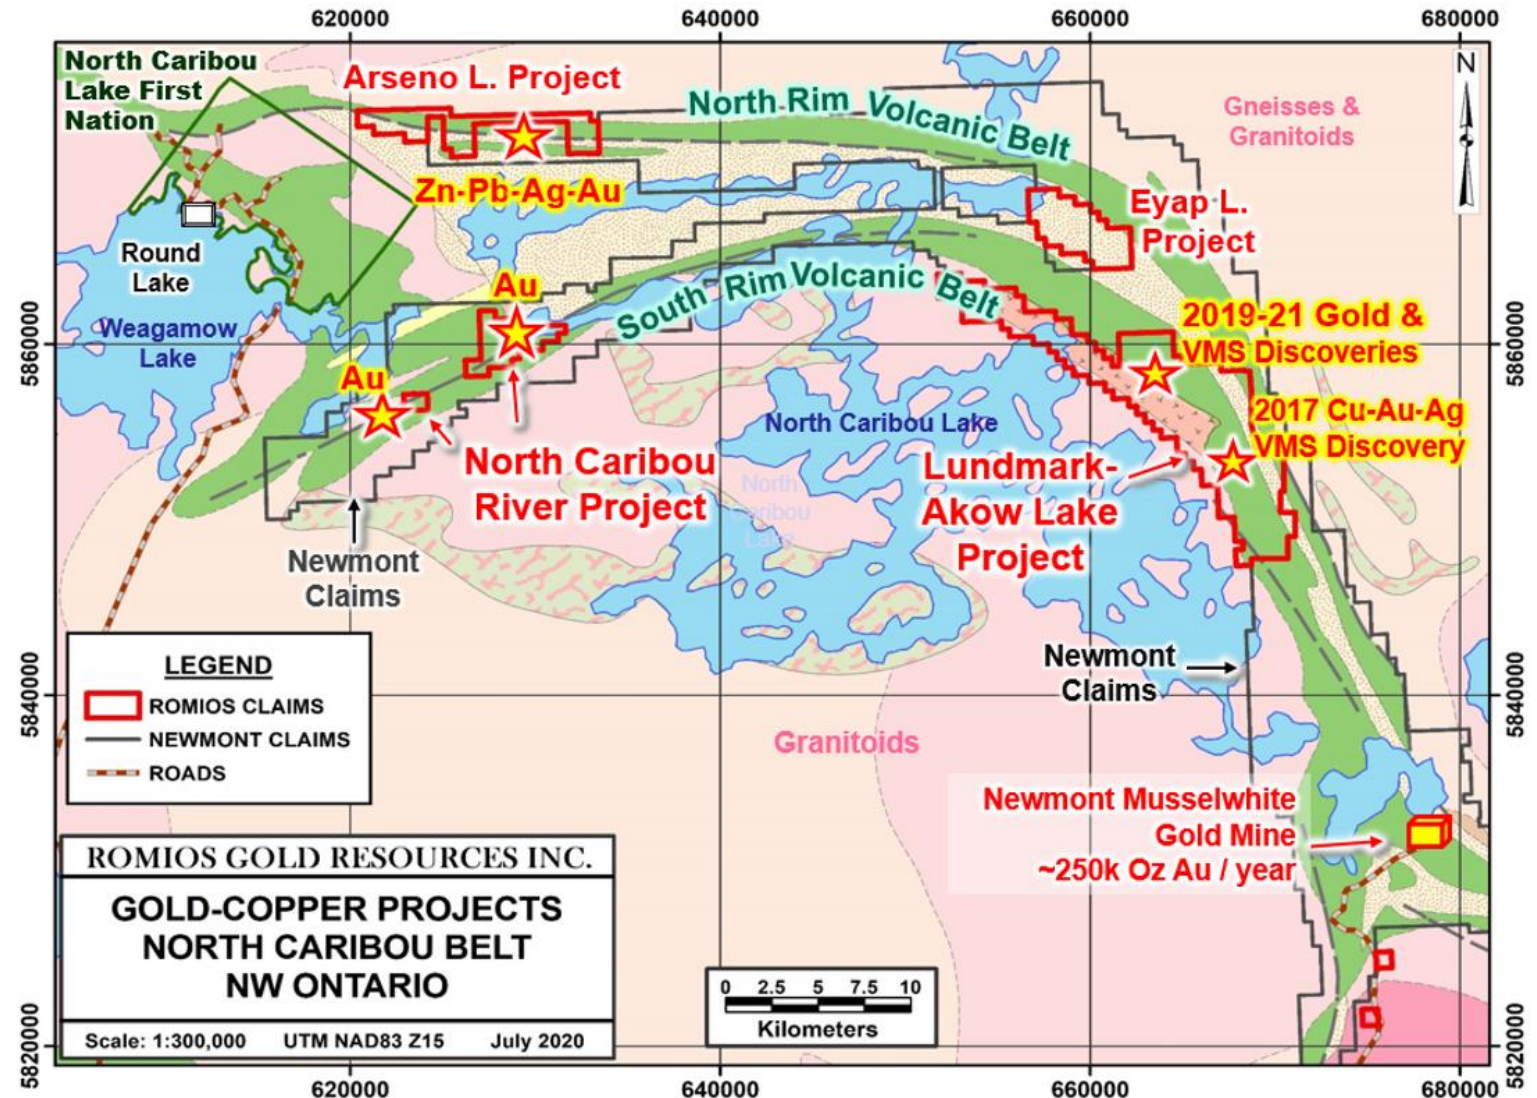 620000
640000
660000
680000
North Caribou
Lake First
Nation
Arseno L. Project
North Rim Volcanic Belt
Gneisses &
Granitoids
N
Zn-Pb-Ag-Au
Eyap L.
Project
Round
Lake
Au
South Rim Volcanic Belt
Weagamow
Lake
2019-21 Gold &
VMS Discoveries
5860000
5860000
Au
2017 Cu-Au-Ag
VMS Discovery
North Caribou Lake
North Caribou
River Project
Lundmark-
Akow Lake
Project
North
Caribou
Lake
Newmont
Claims
Newmont
Claims
LEGEND
ROMIOS CLAIMS
NEWMONT CLAIMS
ROADS
5840000
5840000
Granitoids
Newmont Musselwhite
Gold Mine
~250k Oz Au / year
ROMIOS GOLD RESOURCES INC.
GOLD-COPPER PROJECTS
NORTH CARIBOU BELT
NW ONTARIO
Scale: 1:300,000 UTM NAD83 Z15 July 2020
0 2.5 5 7.5 10
Kilometers
5820000
5820000
620000
640000
660000
680000